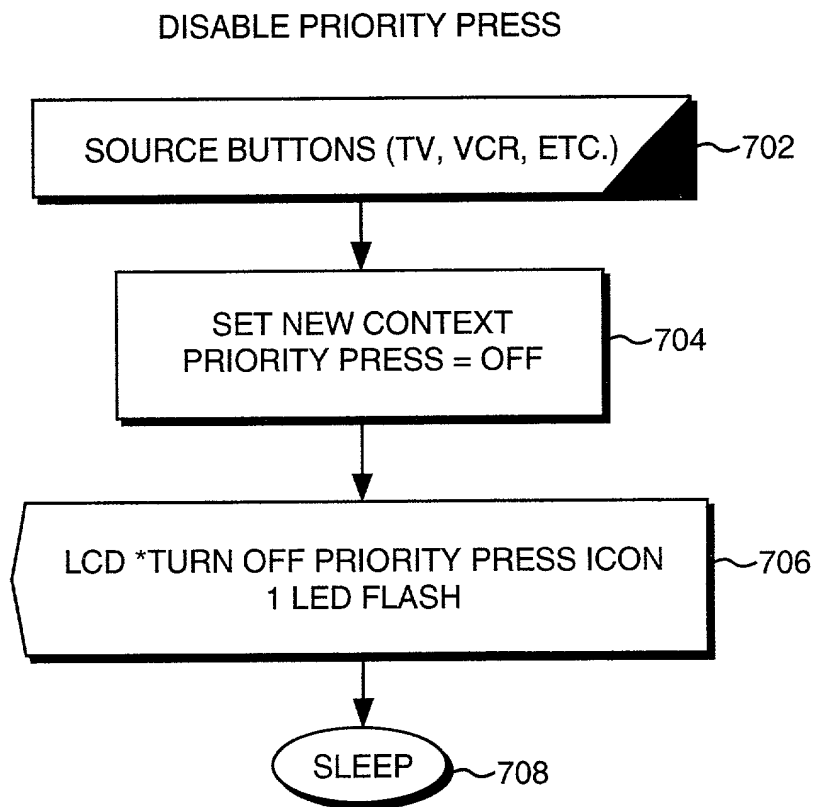 DISABLE PRIORITY PRESS
SOURCE BUTTONS (TV, VCR, ETC.)
702
SET NEW CONTEXT
PRIORITY PRESS = OFF
704
LCD *TURN OFF PRIORITY PRESS ICON
1 LED FLASH
706
SLEEP
708